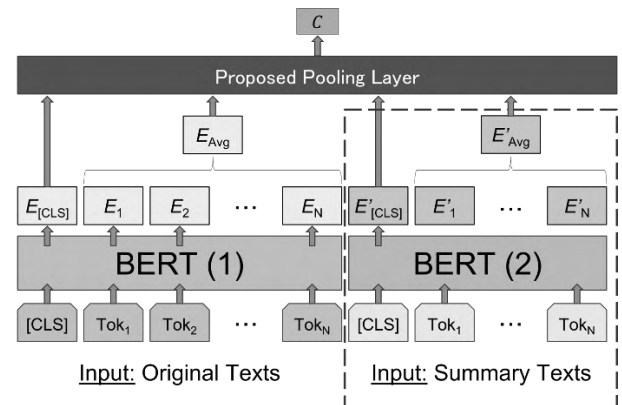 C
Proposed Pooling Layer
E_Avg E'_Avg
E_[CLS] E_1 E_2 ... E_N E'_[CLS] E'_1 ... E'_N
BERT (1) BERT (2)
[CLS] Tok_1 Tok_2 ... Tok_N [CLS] Tok_1 ... Tok_N
Input: Original Texts Input: Summary Texts